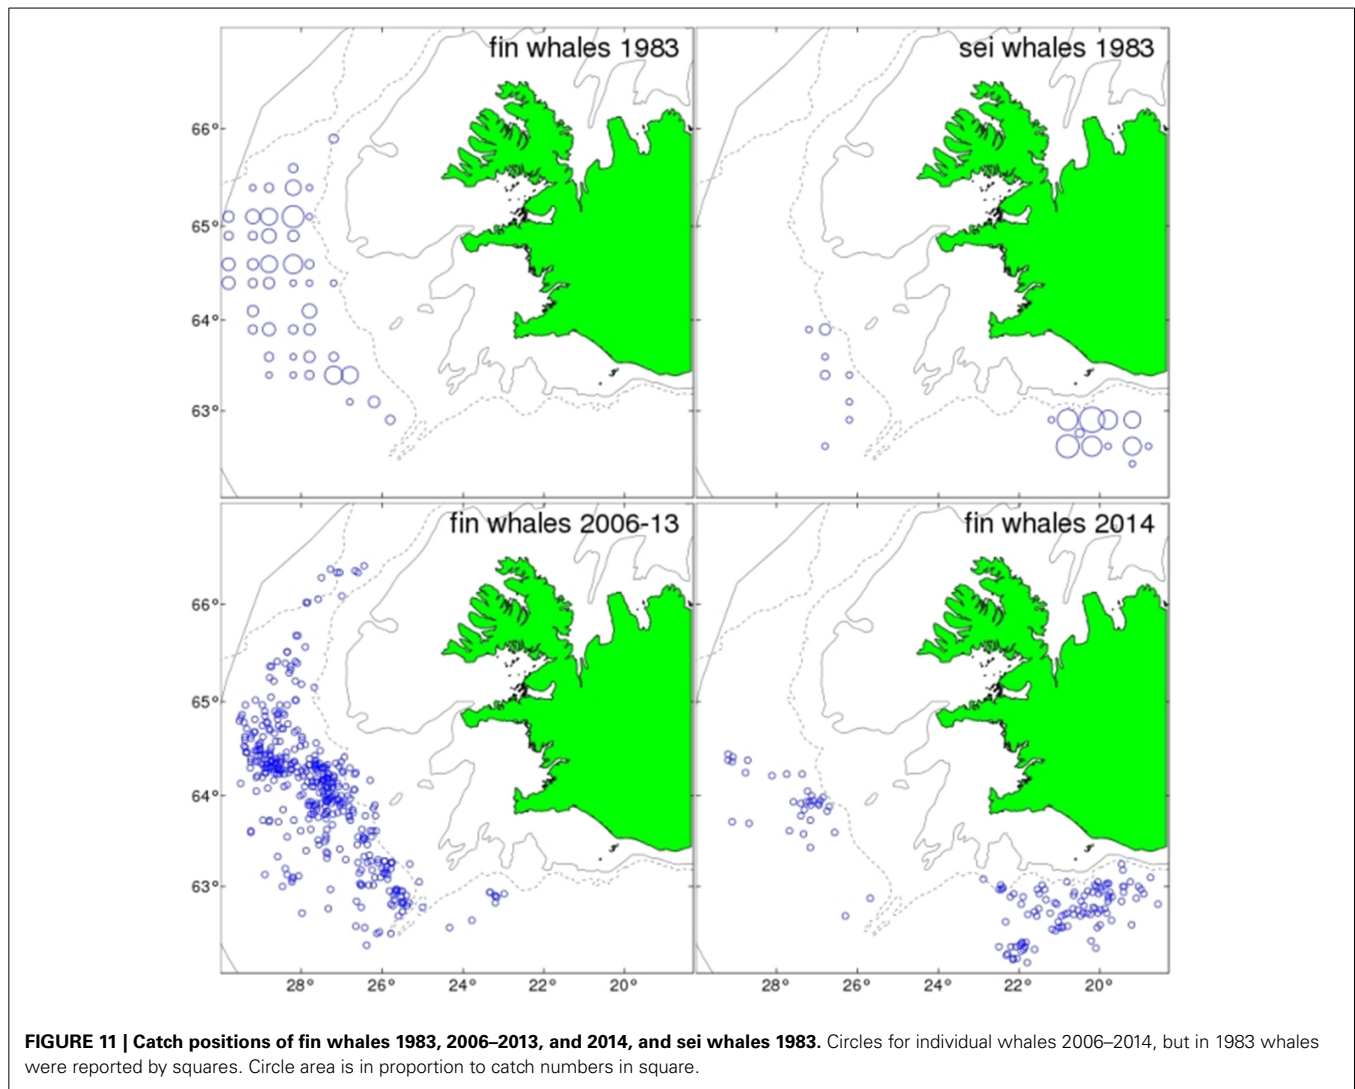 fin whales 1983
sei whales 1983
66°
65°
64°
63°
fin whales 2006-13
fin whales 2014
66°
65°
64°
63°
28° 26° 24° 22° 20° 28° 26° 24° 22° 20°
FIGURE 11 | Catch positions of fin whales 1983, 2006–2013, and 2014, and sei whales 1983. Circles for individual whales 2006–2014, but in 1983 whales
were reported by squares. Circle area is in proportion to catch numbers in square.